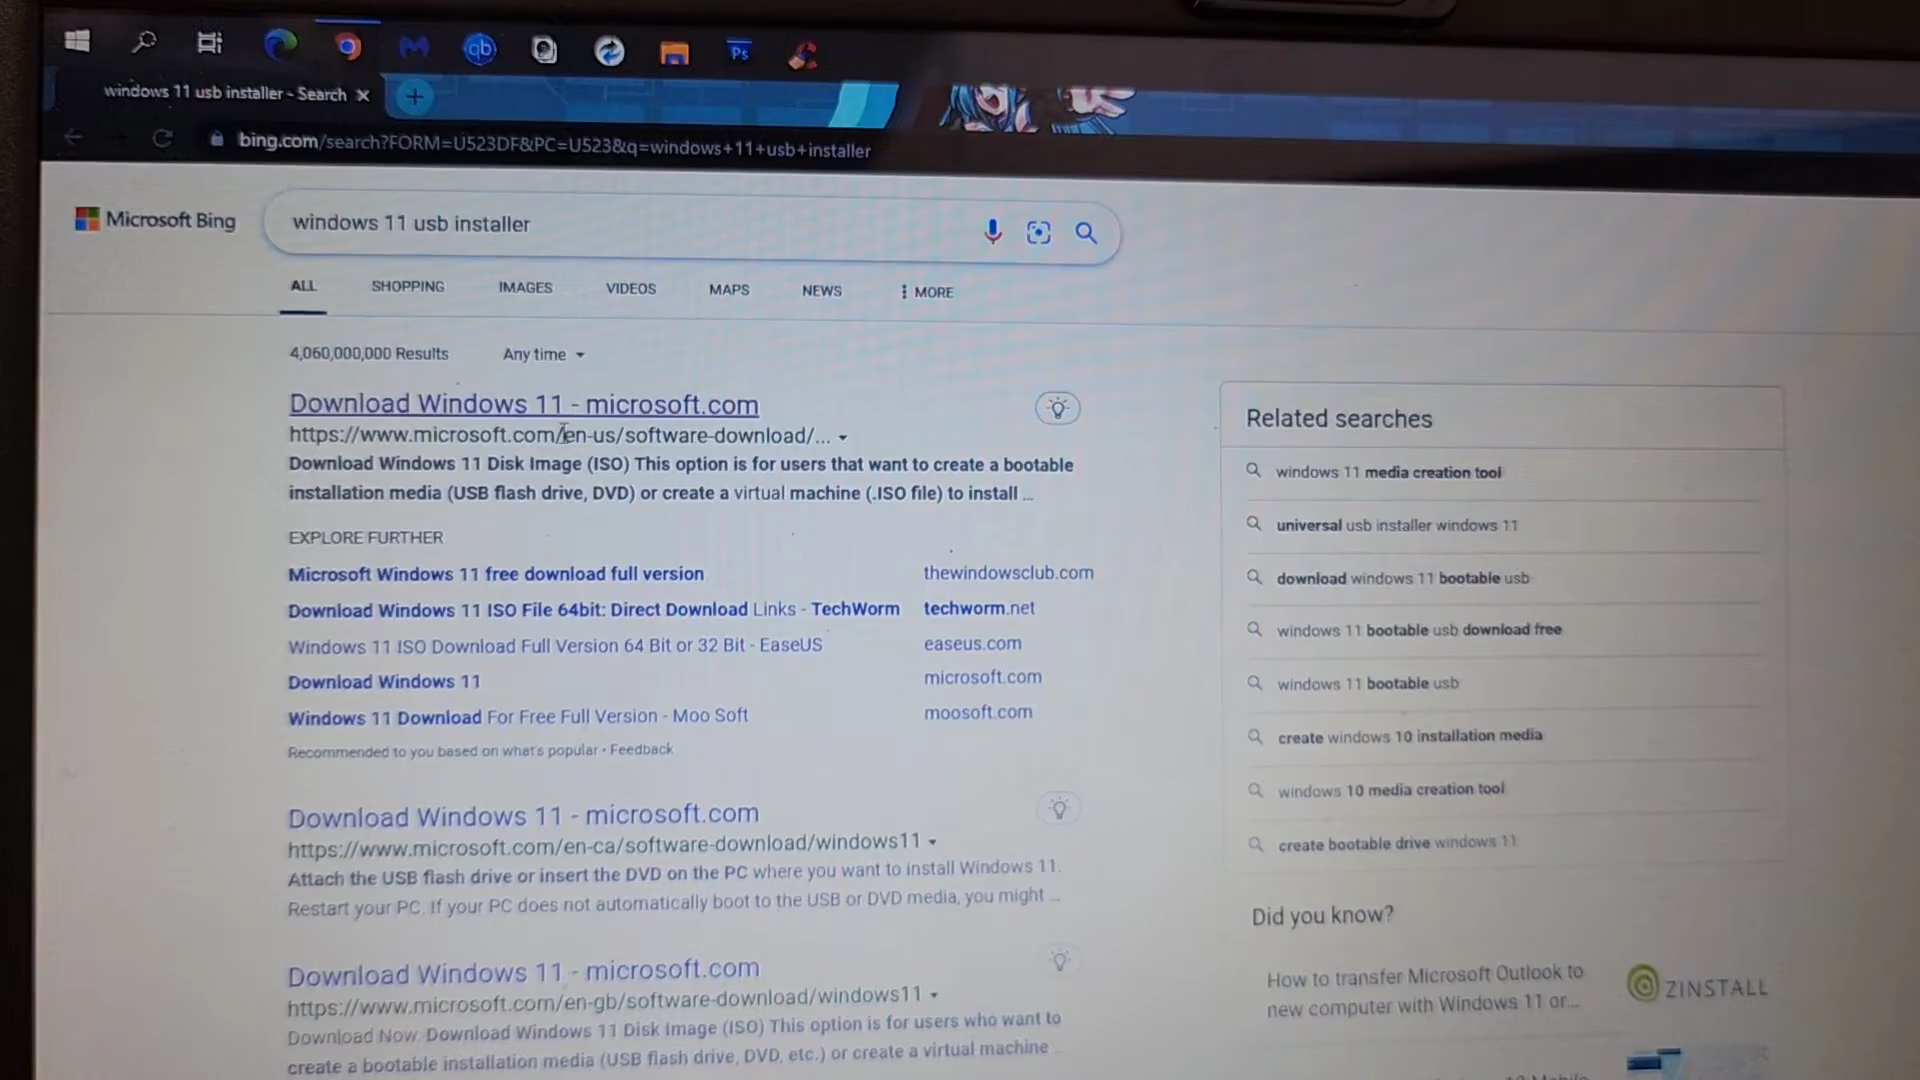 qb
Ps
windows 11 usb installer - Search
bing.com/search?FORM=U523DF&PC=U523&q=windows+11+usb+installer
Microsoft Bing
windows 11 usb installer
ALL SHOPPING IMAGES VIDEOS MAPS NEWS MORE
4,060,000,000 Results Any time
Download Windows 11 - microsoft.com
https://www.microsoft.com/en-us/software-download/...
Download Windows 11 Disk Image (ISO) This option is for users that want to create a bootable
installation media (USB flash drive, DVD) or create a virtual machine (.ISO file) to install ...
EXPLORE FURTHER
Microsoft Windows 11 free download full version thewindowsclub.com
Download Windows 11 ISO File 64bit: Direct Download Links - TechWorm techworm.net
Windows 11 ISO Download Full Version 64 Bit or 32 Bit - EaseUS easeus.com
Download Windows 11 microsoft.com
Windows 11 Download For Free Full Version - Moo Soft moosoft.com
Recommended to you based on what's popular • Feedback
Download Windows 11 - microsoft.com
https://www.microsoft.com/en-ca/software-download/windows11
Attach the USB flash drive or insert the DVD on the PC where you want to install Windows 11.
Restart your PC. If your PC does not automatically boot to the USB or DVD media, you might ...
Download Windows 11 - microsoft.com
https://www.microsoft.com/en-gb/software-download/windows11
Download Now. Download Windows 11 Disk Image (ISO) This option is for users who want to
create a bootable installation media (USB flash drive, DVD, etc.) or create a virtual machine ...
Related searches
windows 11 media creation tool
universal usb installer windows 11
download windows 11 bootable usb
windows 11 bootable usb download free
windows 11 bootable usb
create windows 10 installation media
windows 10 media creation tool
create bootable drive windows 11
Did you know?
How to transfer Microsoft Outlook to
new computer with Windows 11 or...
ZINSTALL